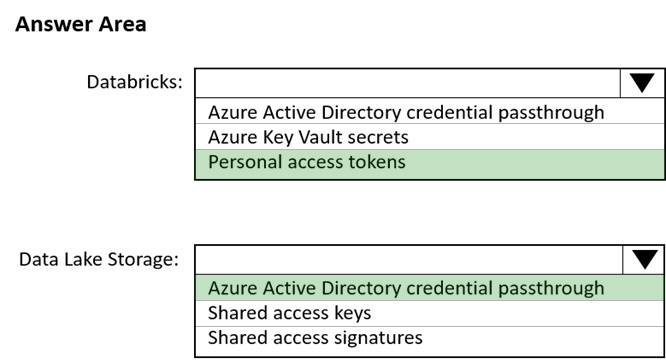 Answer Area
Databricks:
Azure Active Directory credential passthrough
Azure Key Vault secrets
Personal access tokens
Data Lake Storage:
Azure Active Directory credential passthrough
Shared access keys
Shared access signatures